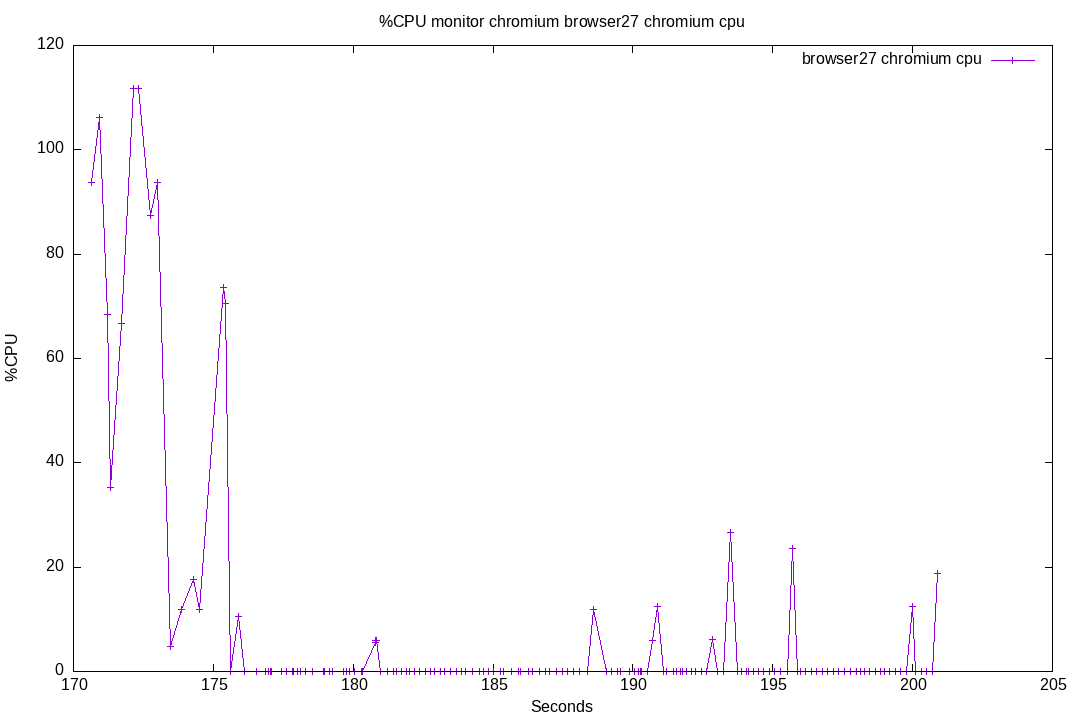 %CPU monitor chromium browser27 chromium cpu
browser27 chromium cpu
120
100
80
60
40
20
0
%CPU
170 175 180 185 190 195 200 205
Seconds